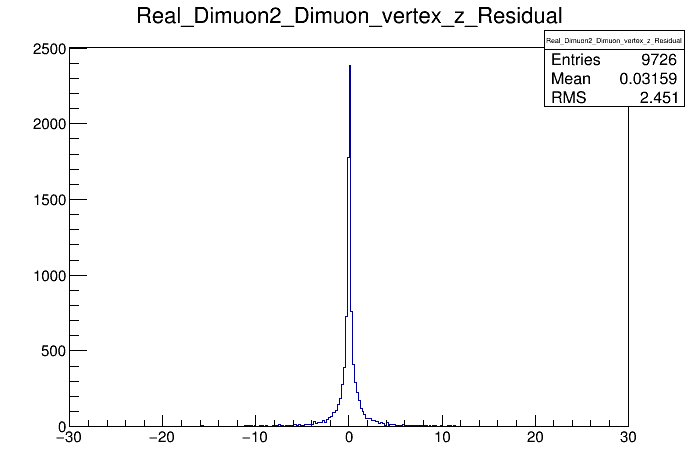 Real_Dimuon2_Dimuon_vertex_z_Residual
Real_Dimuon2_Dimuon_vertex_z_Residual
Entries 9726
Mean 0.03159
RMS 2.451
2500
2000
1500
1000
500
0
−30 −20 −10 0 10 20 30